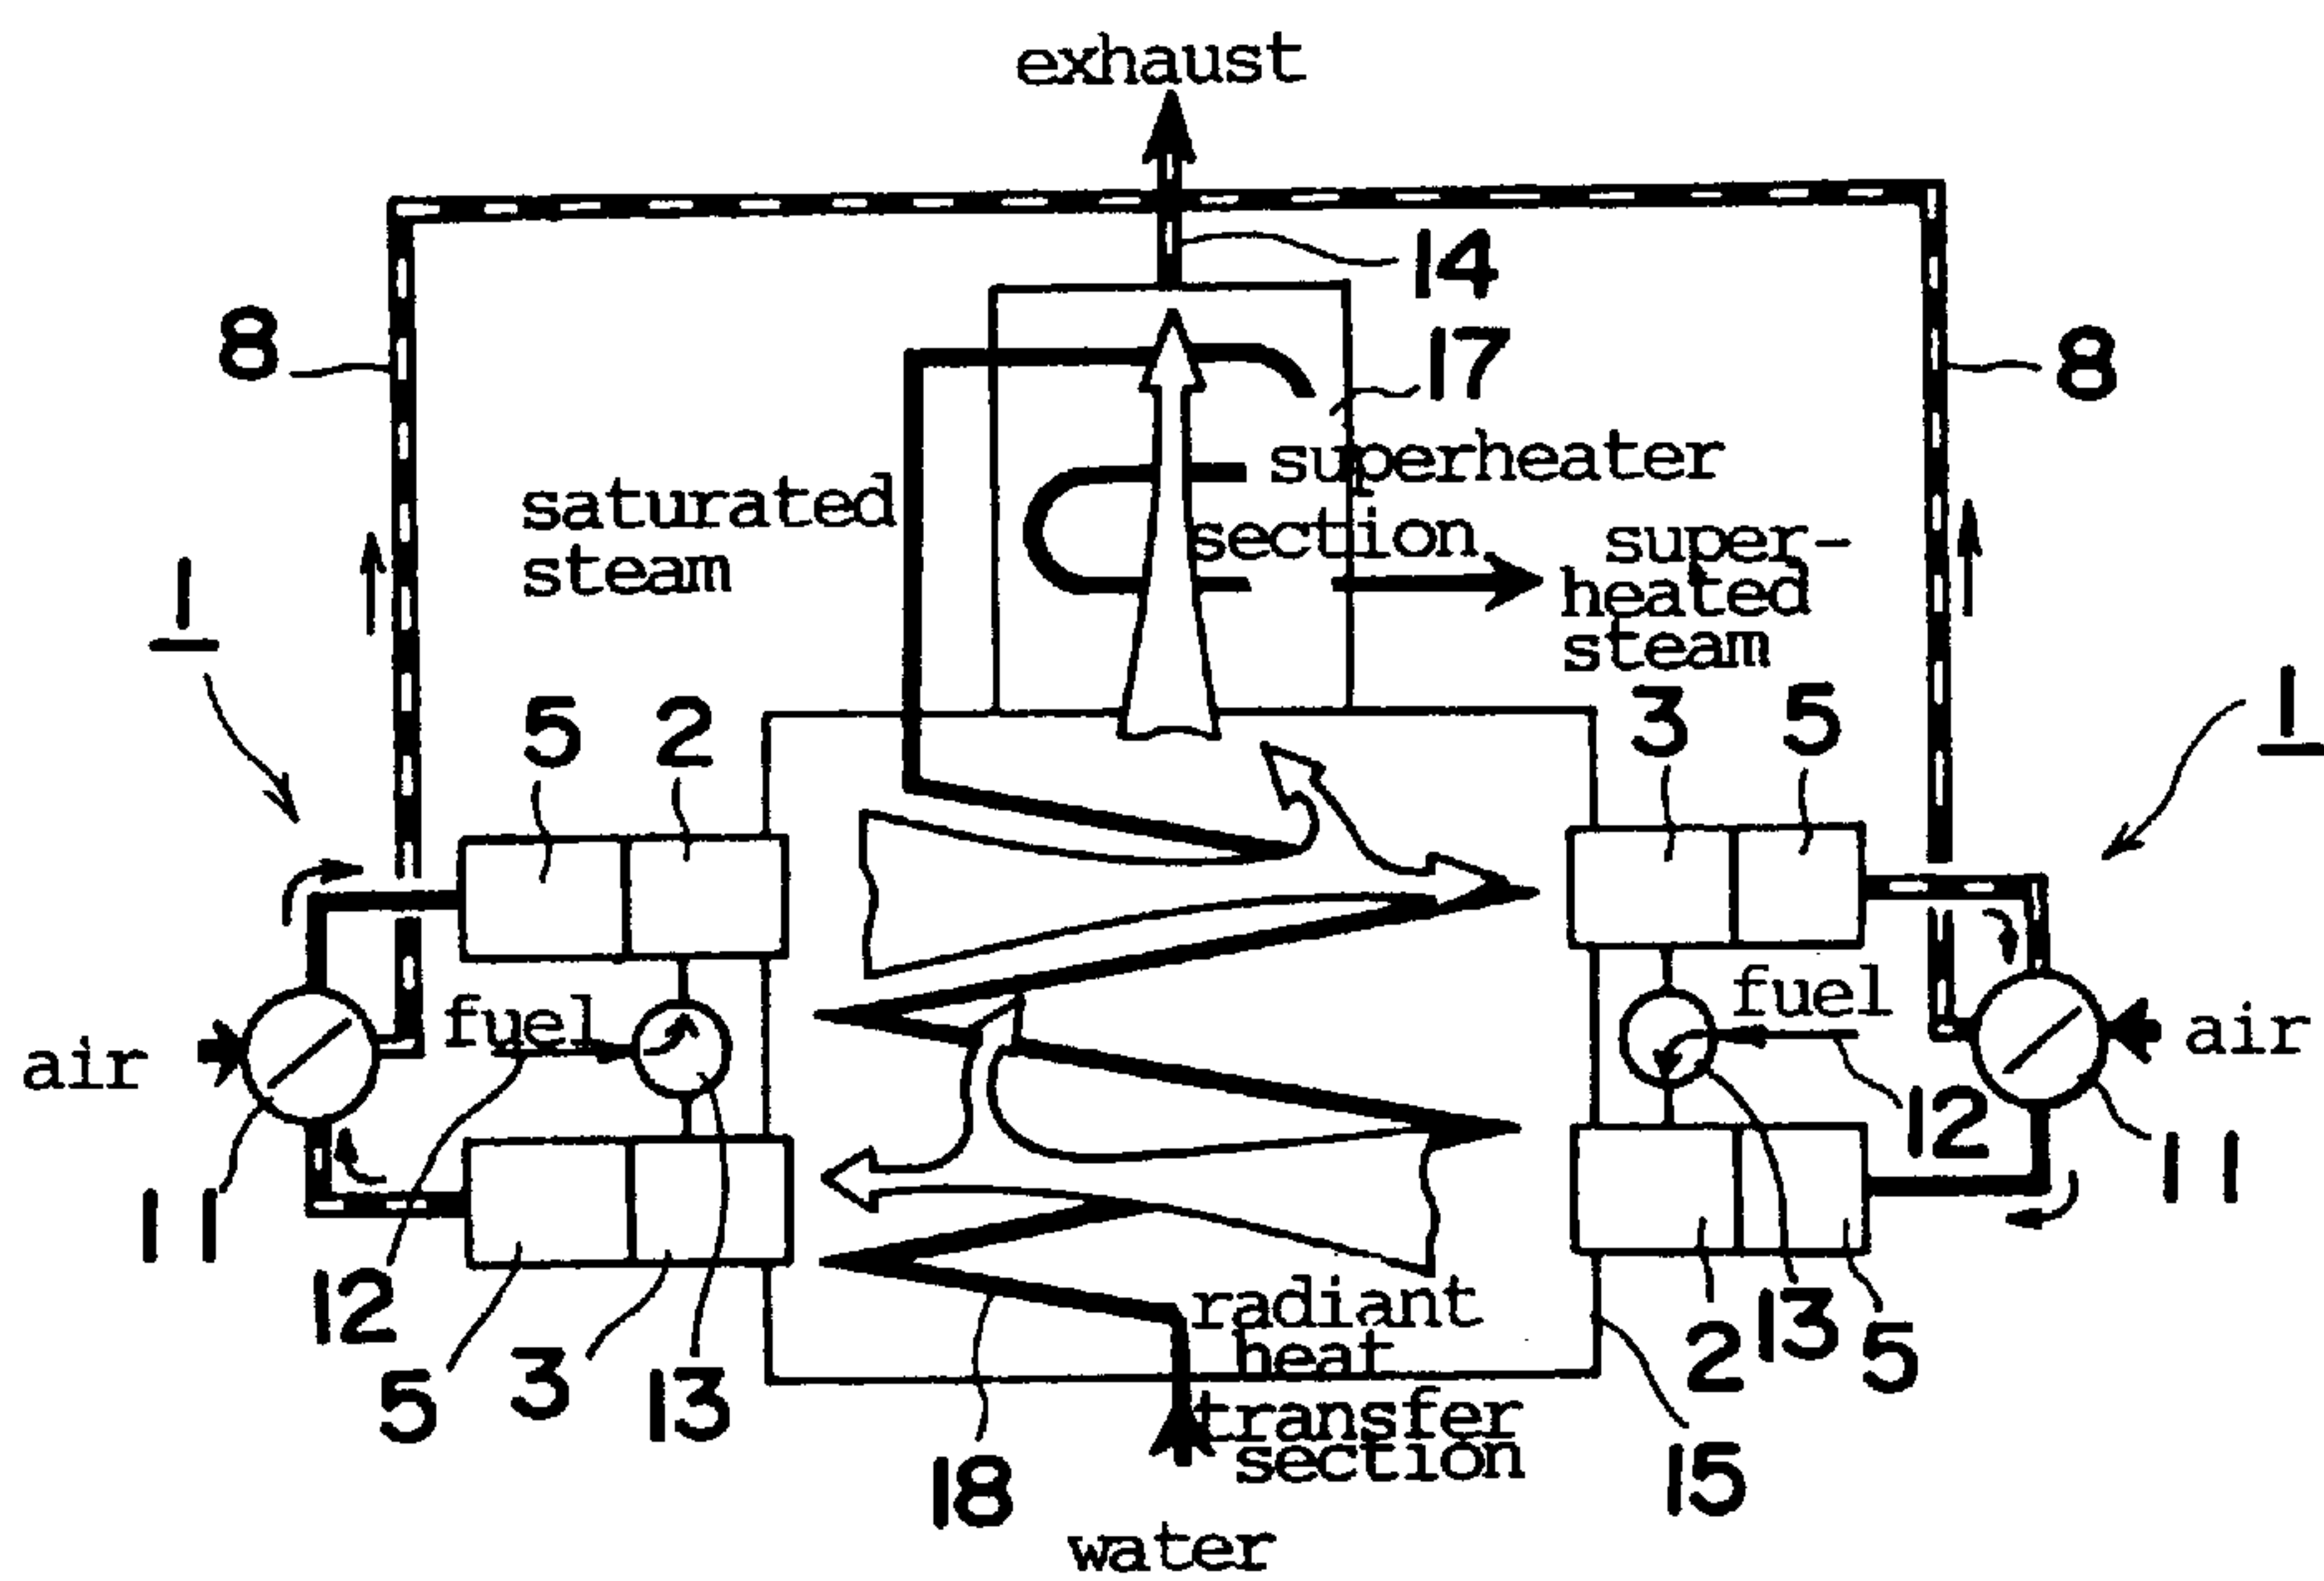 exhaust
14
8
17
8
superheater
saturated
section
super-
steam
heated
steam
1
1
5
2
3
5
fuel
fuel
air
air
12
11
11
12
radiant
heat
2
13
5
5
3
13
transfer
section
18
15
water